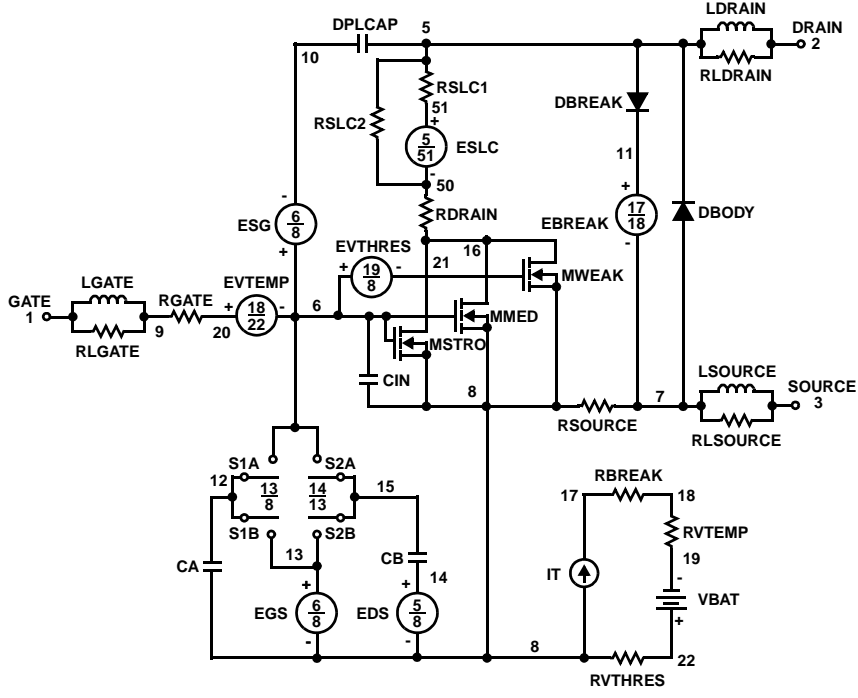 LDRAIN
DPLCAP
5
DRAIN
2
10
RLDRAIN
RSLC1
51
+
DBREAK
RSLC2
5
51
ESLC
11
-
50
-
+
RDRAIN
6
8
ESG
17
18
EBREAK
DBODY
+
EVTHRES
16
21
-
+
19
8
-
MWEAK
LGATE
EVTEMP
GATE
1
RGATE
+
18
22
-
6
MMED
9
20
RLGATE
MSTRO
CIN
8
LSOURCE
7
SOURCE
3
RSOURCE
RLSOURCE
S1A
S2A
12
13
8
14
13
15
RBREAK
17
18
S1B
S2B
RVTEMP
13
CB
CA
19
IT
-
+
+
14
VBAT
EGS
6
8
EDS
5
8
+
-
-
8
22
RVTHRES